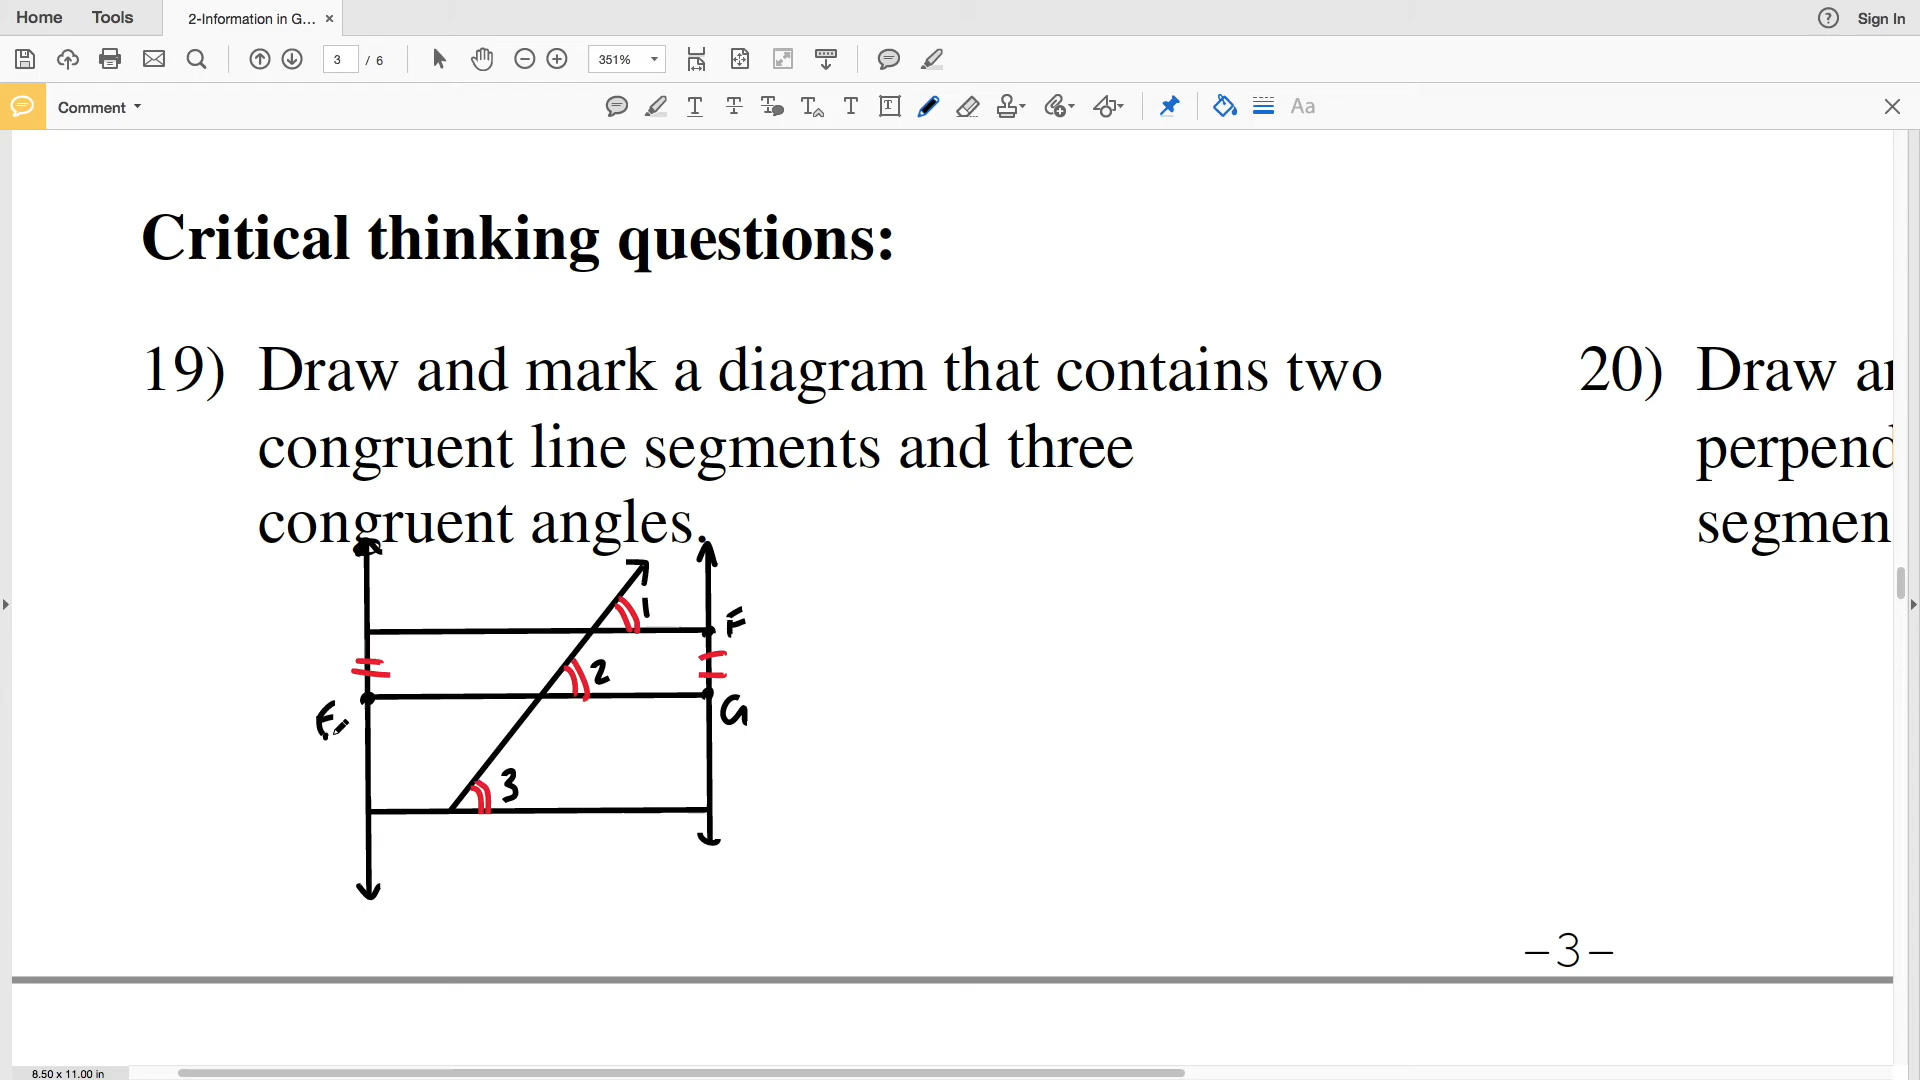 Home Tools 2-Information in G... × ? Sign In
3 / 6 351%
Comment T T T T T T Aa
Critical thinking questions:
19) Draw and mark a diagram that contains two
congruent line segments and three
congruent angles.
20) Draw ar
perpend
segmen
1
F
2
G
3
-3-
8.50 x 11.00 in